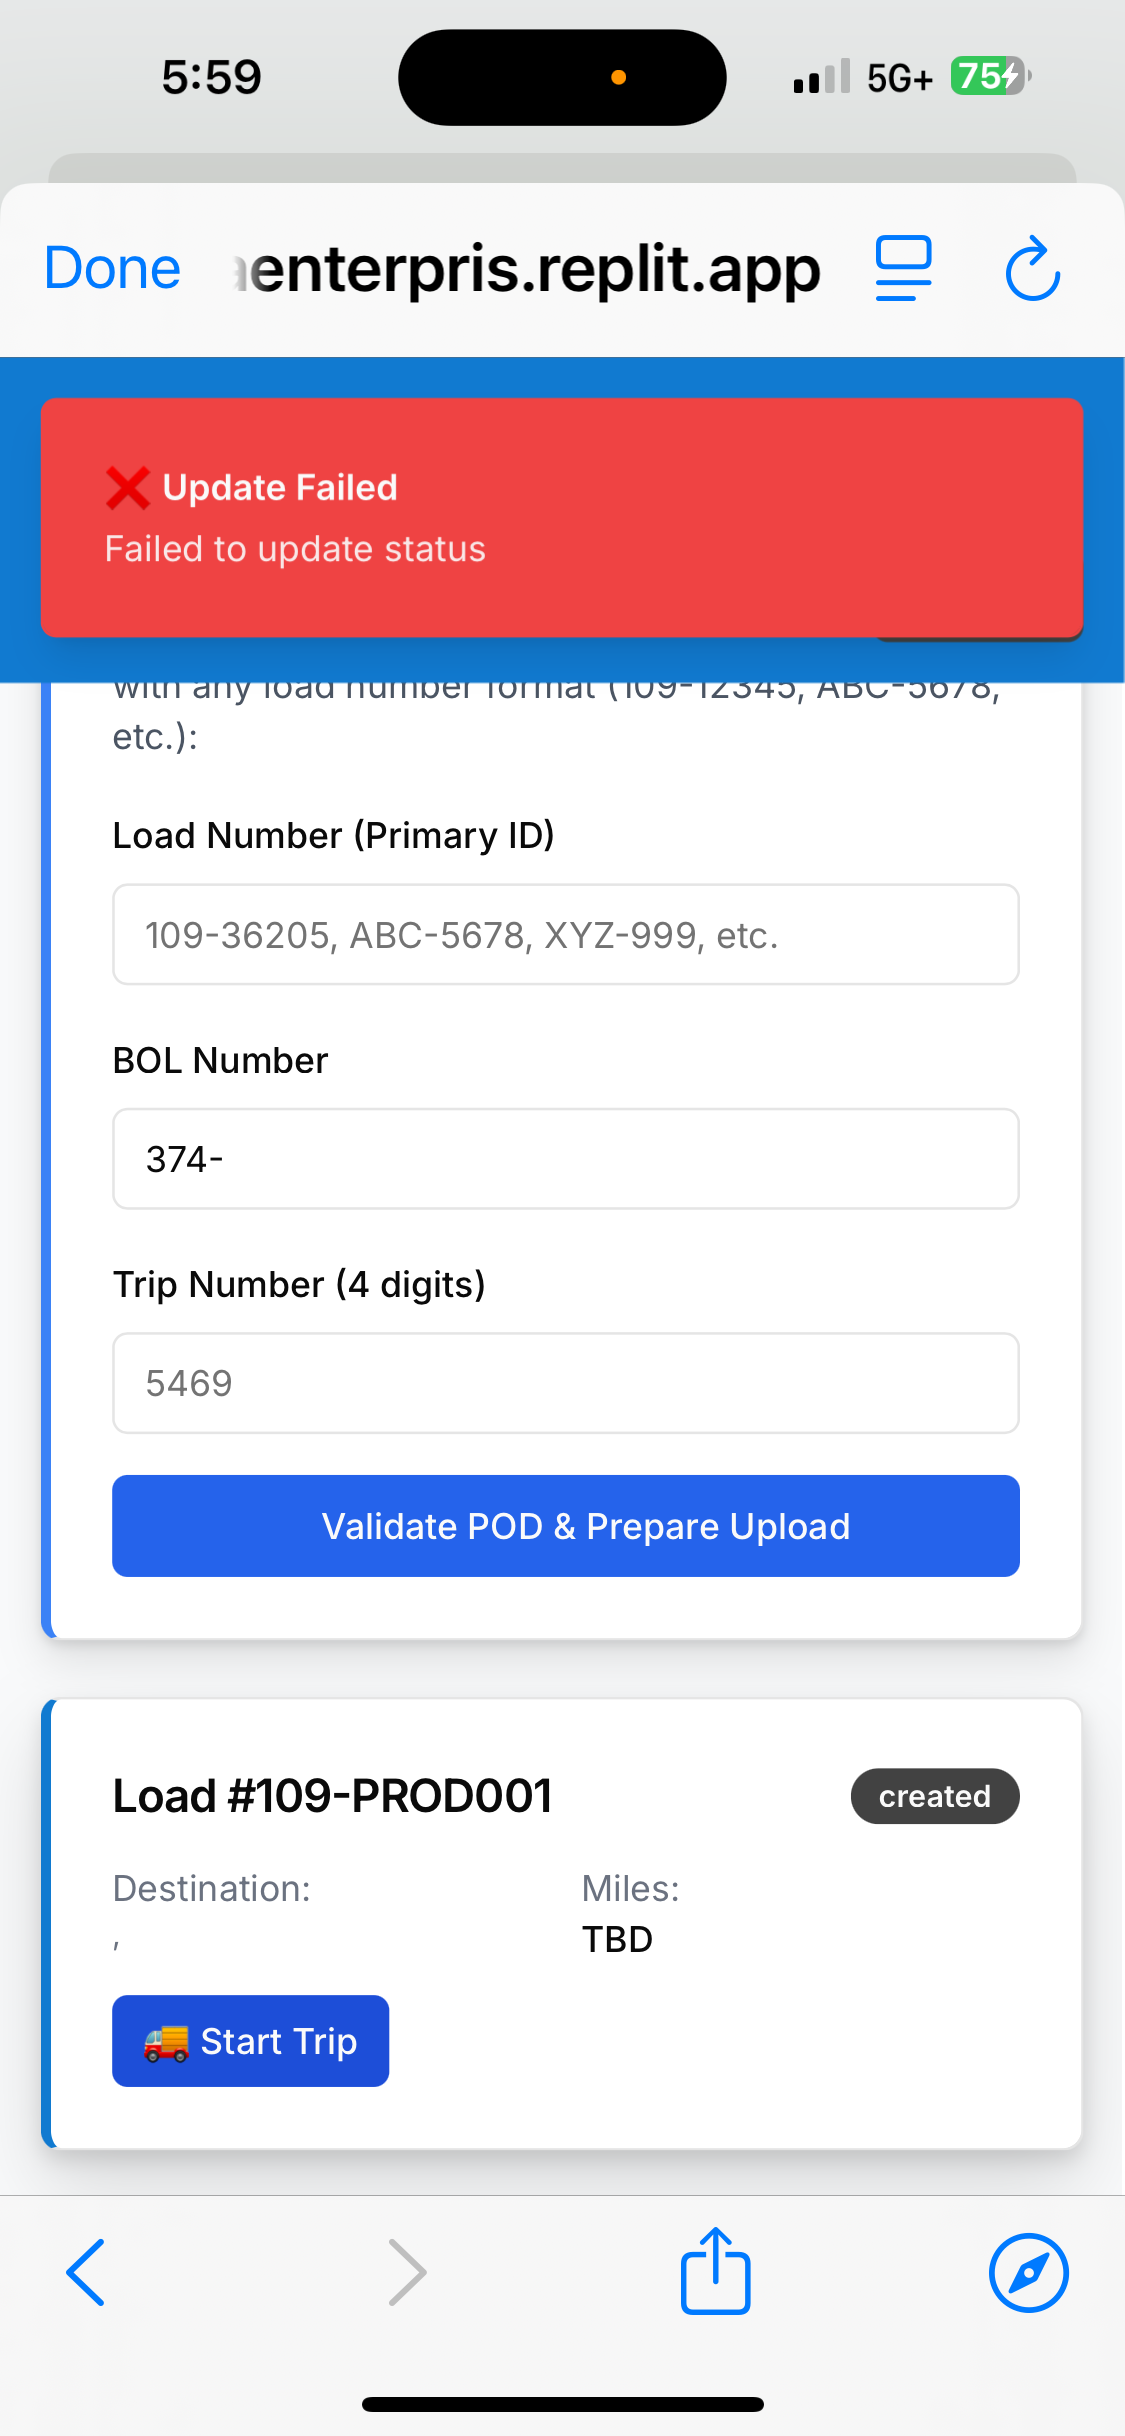 5:59
5G+
75
Done
enterpris.replit.app
❌ Update Failed
Failed to update status
with any load number format (109-12345, ABC-5678,
etc.):
Load Number (Primary ID)
109-36205, ABC-5678, XYZ-999, etc.
BOL Number
374-
Trip Number (4 digits)
5469
Validate POD & Prepare Upload
Load #109-PROD001
created
Destination:
Miles:
,
TBD
🚚 Start Trip